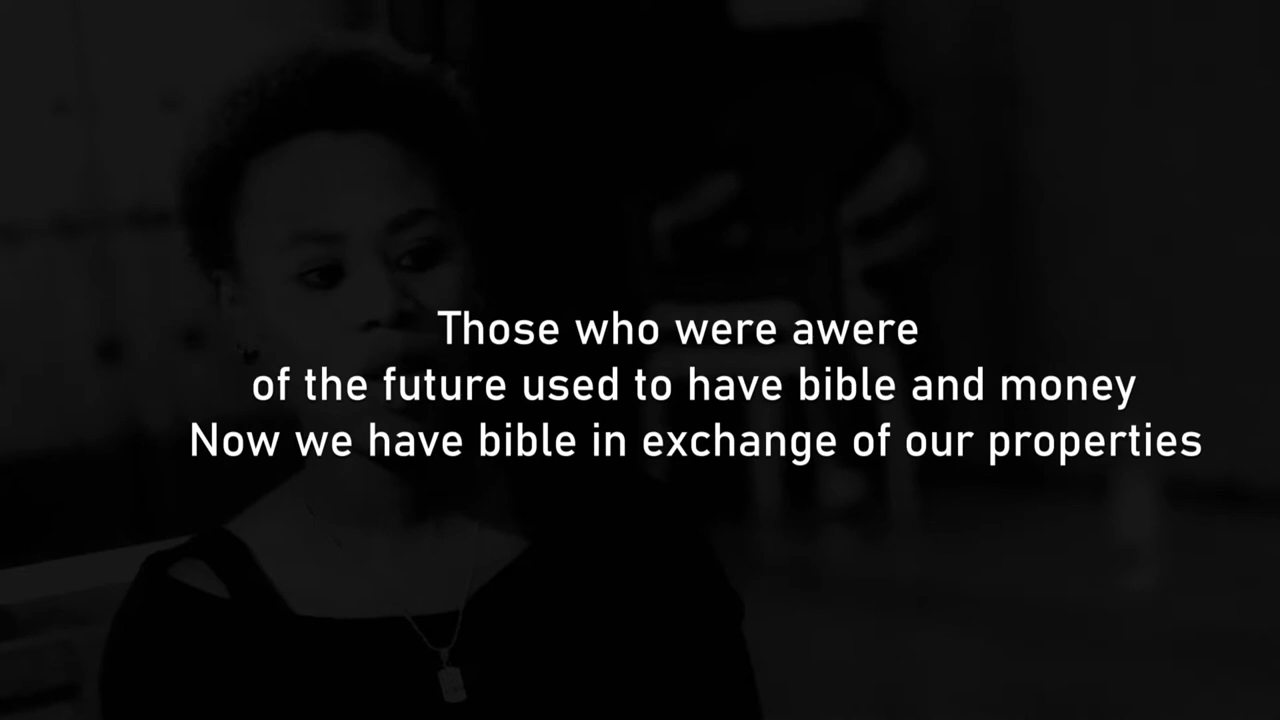 Those who were awere
of the future used to have bible and money
Now we have bible in exchange of our properties